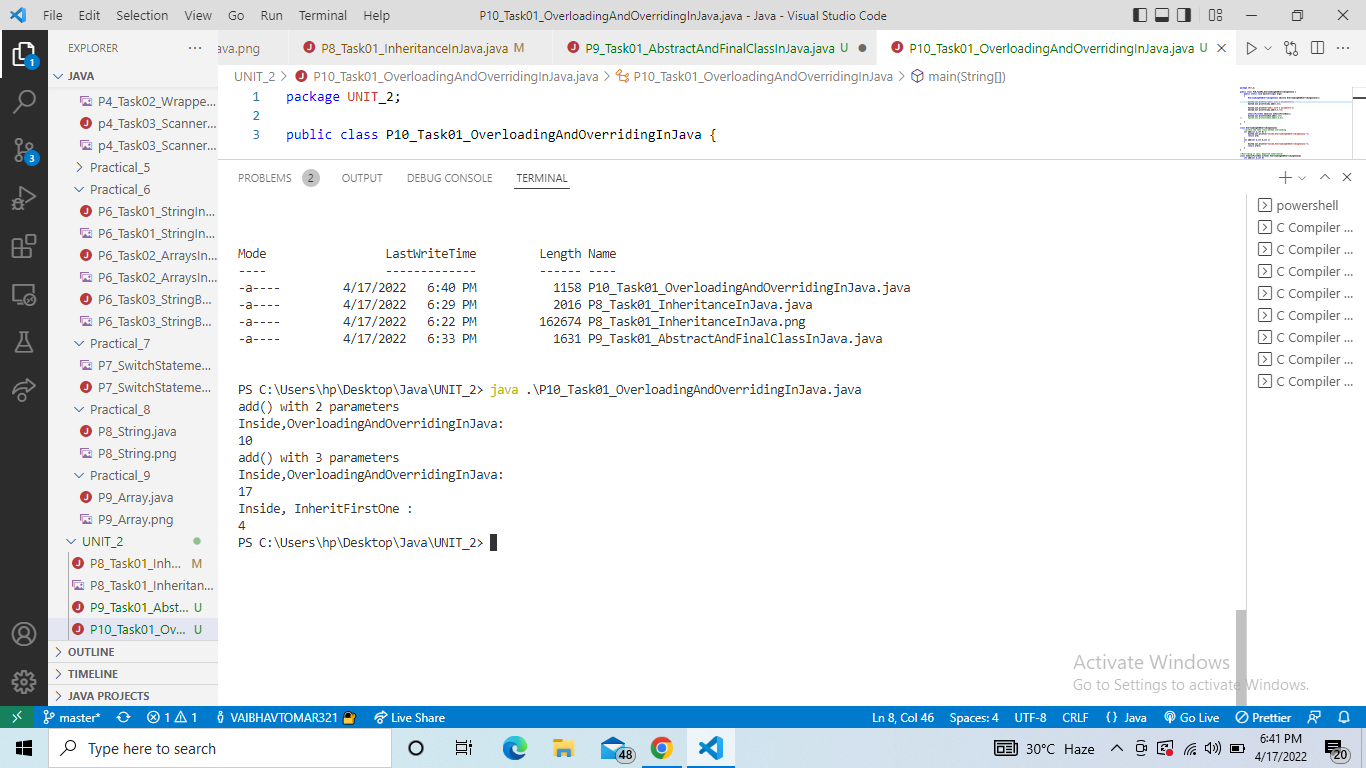 File Edit Selection View Go Run Terminal Help
P10_Task01_OverloadingAndOverridingInJava.java - Java - Visual Studio Code
EXPLORER
ava.png
P8_Task01_InheritanceInJava.java M
P9_Task01_AbstractAndFinalClassInJava.java U
P10_Task01_OverloadingAndOverridingInJava.java U
JAVA
P4_Task02_Wrappe...
p4_Task03_Scanner...
p4_Task03_Scanner...
Practical_5
Practical_6
P6_Task01_StringIn...
P6_Task01_StringIn...
P6_Task02_ArraysIn...
P6_Task02_ArraysIn...
P6_Task03_StringB...
P6_Task03_StringB...
Practical_7
P7_SwitchStateme...
P7_SwitchStateme...
Practical_8
P8_String.java
P8_String.png
Practical_9
P9_Array.java
P9_Array.png
UNIT_2
P8_Task01_Inh... M
P8_Task01_Inheritan...
P9_Task01_Abst... U
P10_Task01_Ov... U
OUTLINE
TIMELINE
JAVA PROJECTS
UNIT_2 > P10_Task01_OverloadingAndOverridingInJava.java > P10_Task01_OverloadingAndOverridingInJava > main(String[])
1 package UNIT_2;
2
3 public class P10_Task01_OverloadingAndOverridingInJava {
PROBLEMS 2 OUTPUT DEBUG CONSOLE TERMINAL
Mode LastWriteTime Length Name
---- ------------- ------ ----
-a---- 4/17/2022 6:40 PM 1158 P10_Task01_OverloadingAndOverridingInJava.java
-a---- 4/17/2022 6:29 PM 2016 P8_Task01_InheritanceInJava.java
-a---- 4/17/2022 6:22 PM 162674 P8_Task01_InheritanceInJava.png
-a---- 4/17/2022 6:33 PM 1631 P9_Task01_AbstractAndFinalClassInJava.java
PS C:\Users\hp\Desktop\Java\UNIT_2> java .\P10_Task01_OverloadingAndOverridingInJava.java
add() with 2 parameters
Inside,OverloadingAndOverridingInJava:
10
add() with 3 parameters
Inside,OverloadingAndOverridingInJava:
17
Inside, InheritFirstOne :
4
PS C:\Users\hp\Desktop\Java\UNIT_2>
powershell
C Compiler ...
C Compiler ...
C Compiler ...
C Compiler ...
C Compiler ...
C Compiler ...
C Compiler ...
C Compiler ...
Activate Windows
Go to Settings to activate Windows.
1
3
master* 1 1 VAIBHAVTOMAR321 Live Share
Ln 8, Col 46 Spaces: 4 UTF-8 CRLF {} Java Go Live Prettier
Type here to search
48
30°C Haze
6:41 PM
4/17/2022
20